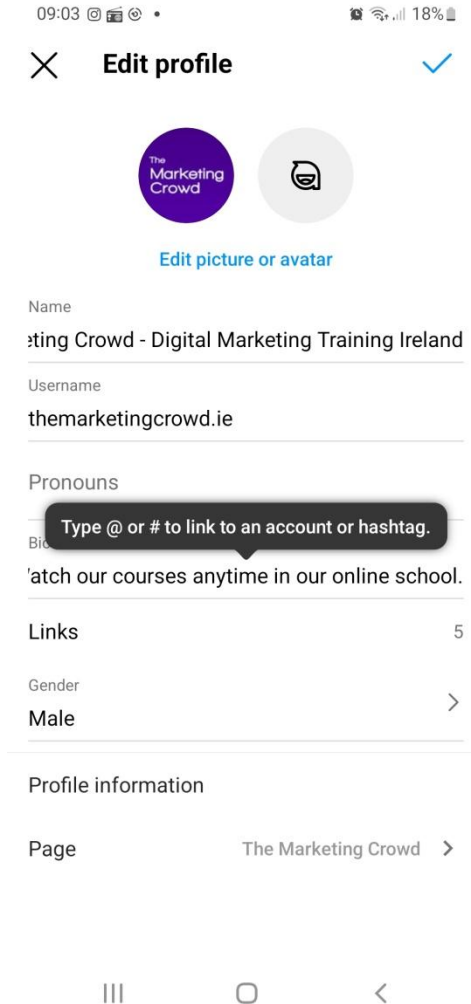 09:03
18%
Edit profile
The
Marketing
Crowd
Edit picture or avatar
Name
eting Crowd - Digital Marketing Training Ireland
Username
themarketingcrowd.ie
Pronouns
Type @ or # to link to an account or hashtag.
Bio
atch our courses anytime in our online school.
Links 5
Gender
Male
Profile information
Page The Marketing Crowd